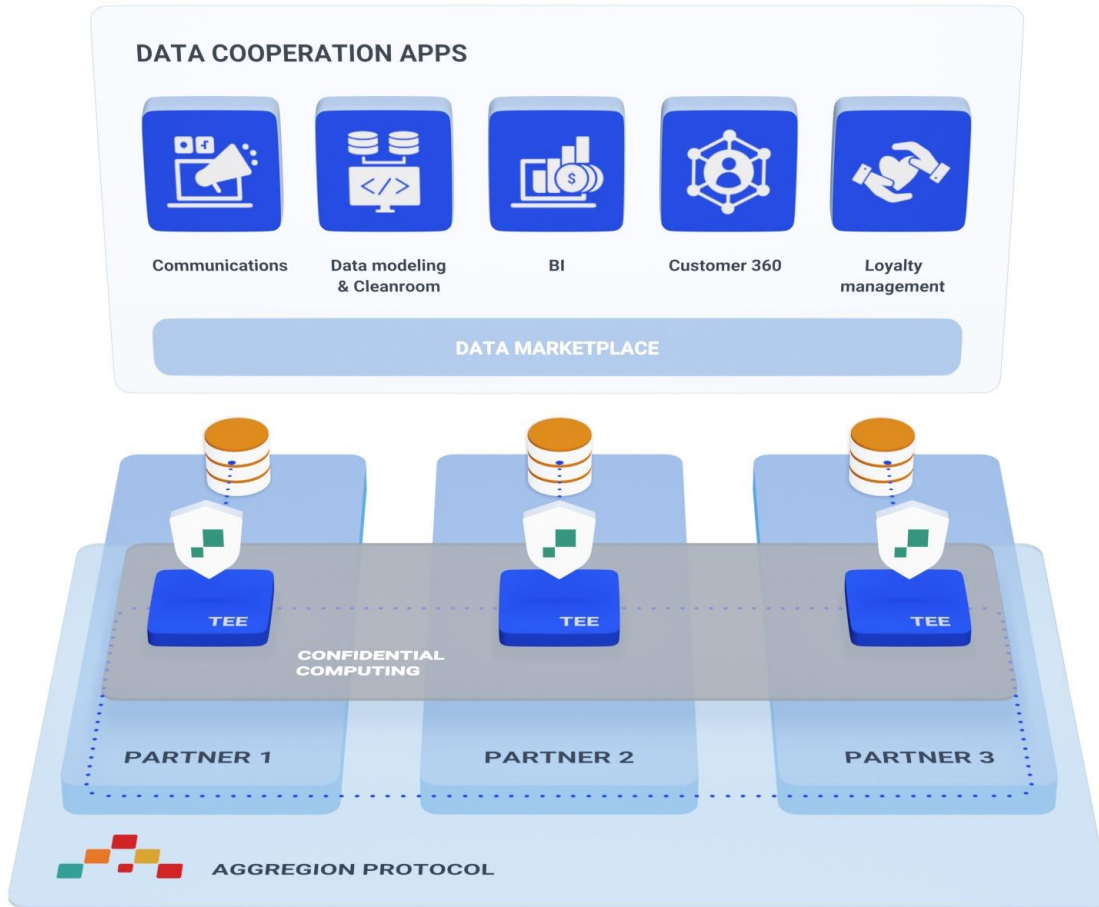 DATA COOPERATION APPS
Communications
Data modeling
& Cleanroom
BI
Customer 360
Loyalty
management
DATA MARKETPLACE
TEE
TEE
TEE
CONFIDENTIAL
COMPUTING
PARTNER 1
PARTNER 2
PARTNER 3
AGGREGION PROTOCOL